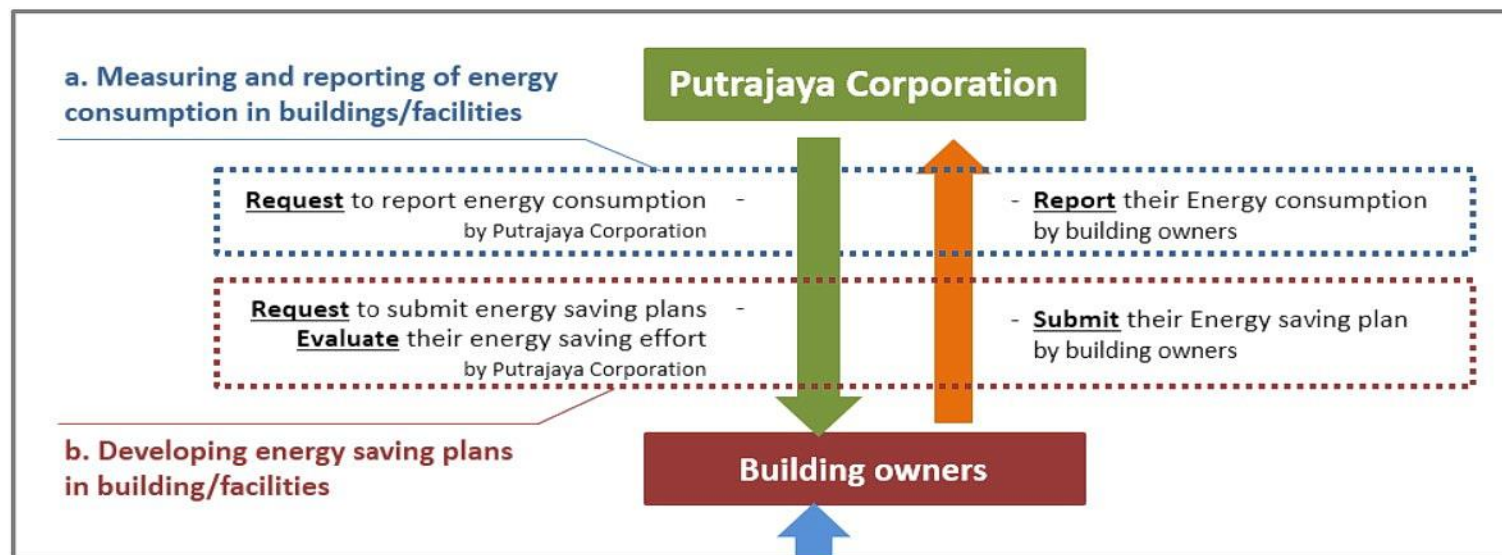 a. Measuring and reporting of energy
consumption in buildings/facilities
Putrajaya Corporation
Request to report energy consumption -
by Putrajaya Corporation
- Report their Energy consumption
by building owners
Request to submit energy saving plans -
Evaluate their energy saving effort
by Putrajaya Corporation
- Submit their Energy saving plan
by building owners
b. Developing energy saving plans
in building/facilities
Building owners